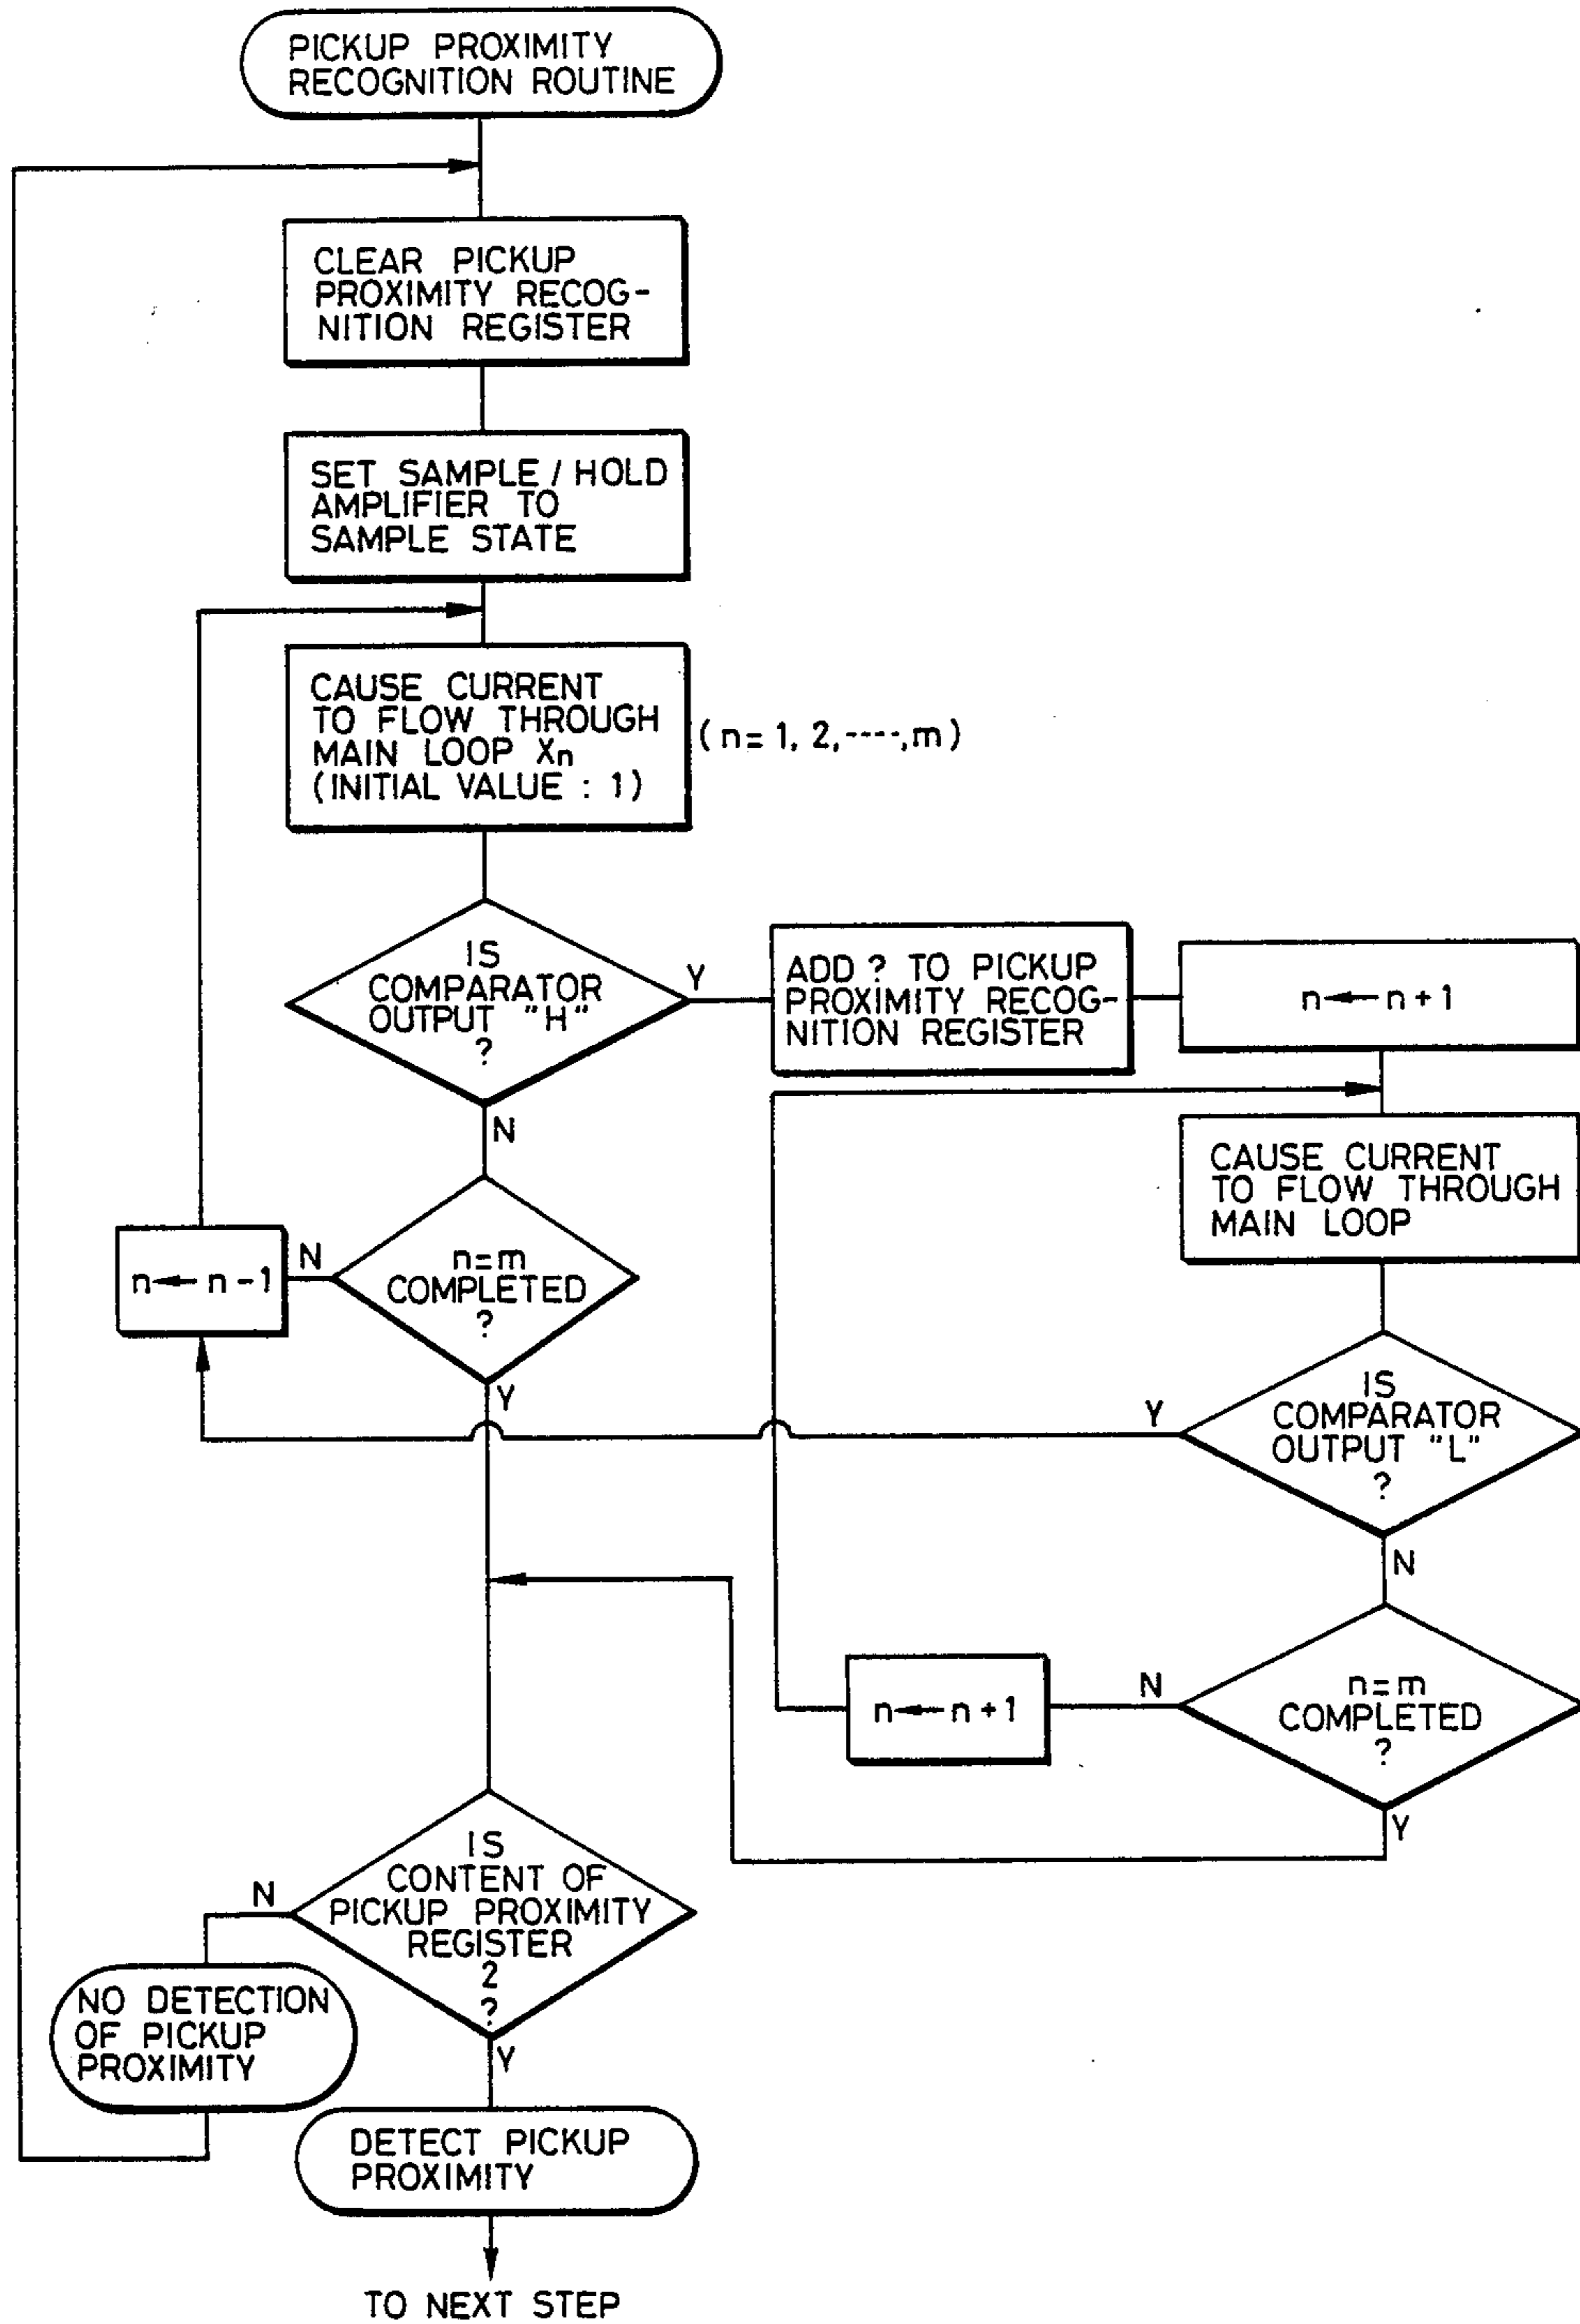 PICKUP PROXIMITY
RECOGNITION ROUTINE
CLEAR PICKUP
PROXIMITY RECOG-
NITION REGISTER
SET SAMPLE / HOLD
AMPLIFIER TO
SAMPLE STATE
CAUSE CURRENT
TO FLOW THROUGH
MAIN LOOP Xn
(INITIAL VALUE : 1)
(n= 1, 2,----,m)
IS
COMPARATOR
OUTPUT "H"
?
Y
N
ADD ? TO PICKUP
PROXIMITY RECOG-
NITION REGISTER
n← n+1
CAUSE CURRENT
TO FLOW THROUGH
MAIN LOOP
n=m
COMPLETED
?
N
Y
n← n-1
IS
COMPARATOR
OUTPUT "L"
?
Y
N
n=m
COMPLETED
?
N
Y
n← n+1
IS
CONTENT OF
PICKUP PROXIMITY
REGISTER
2
?
N
Y
NO DETECTION
OF PICKUP
PROXIMITY
DETECT PICKUP
PROXIMITY
TO NEXT STEP